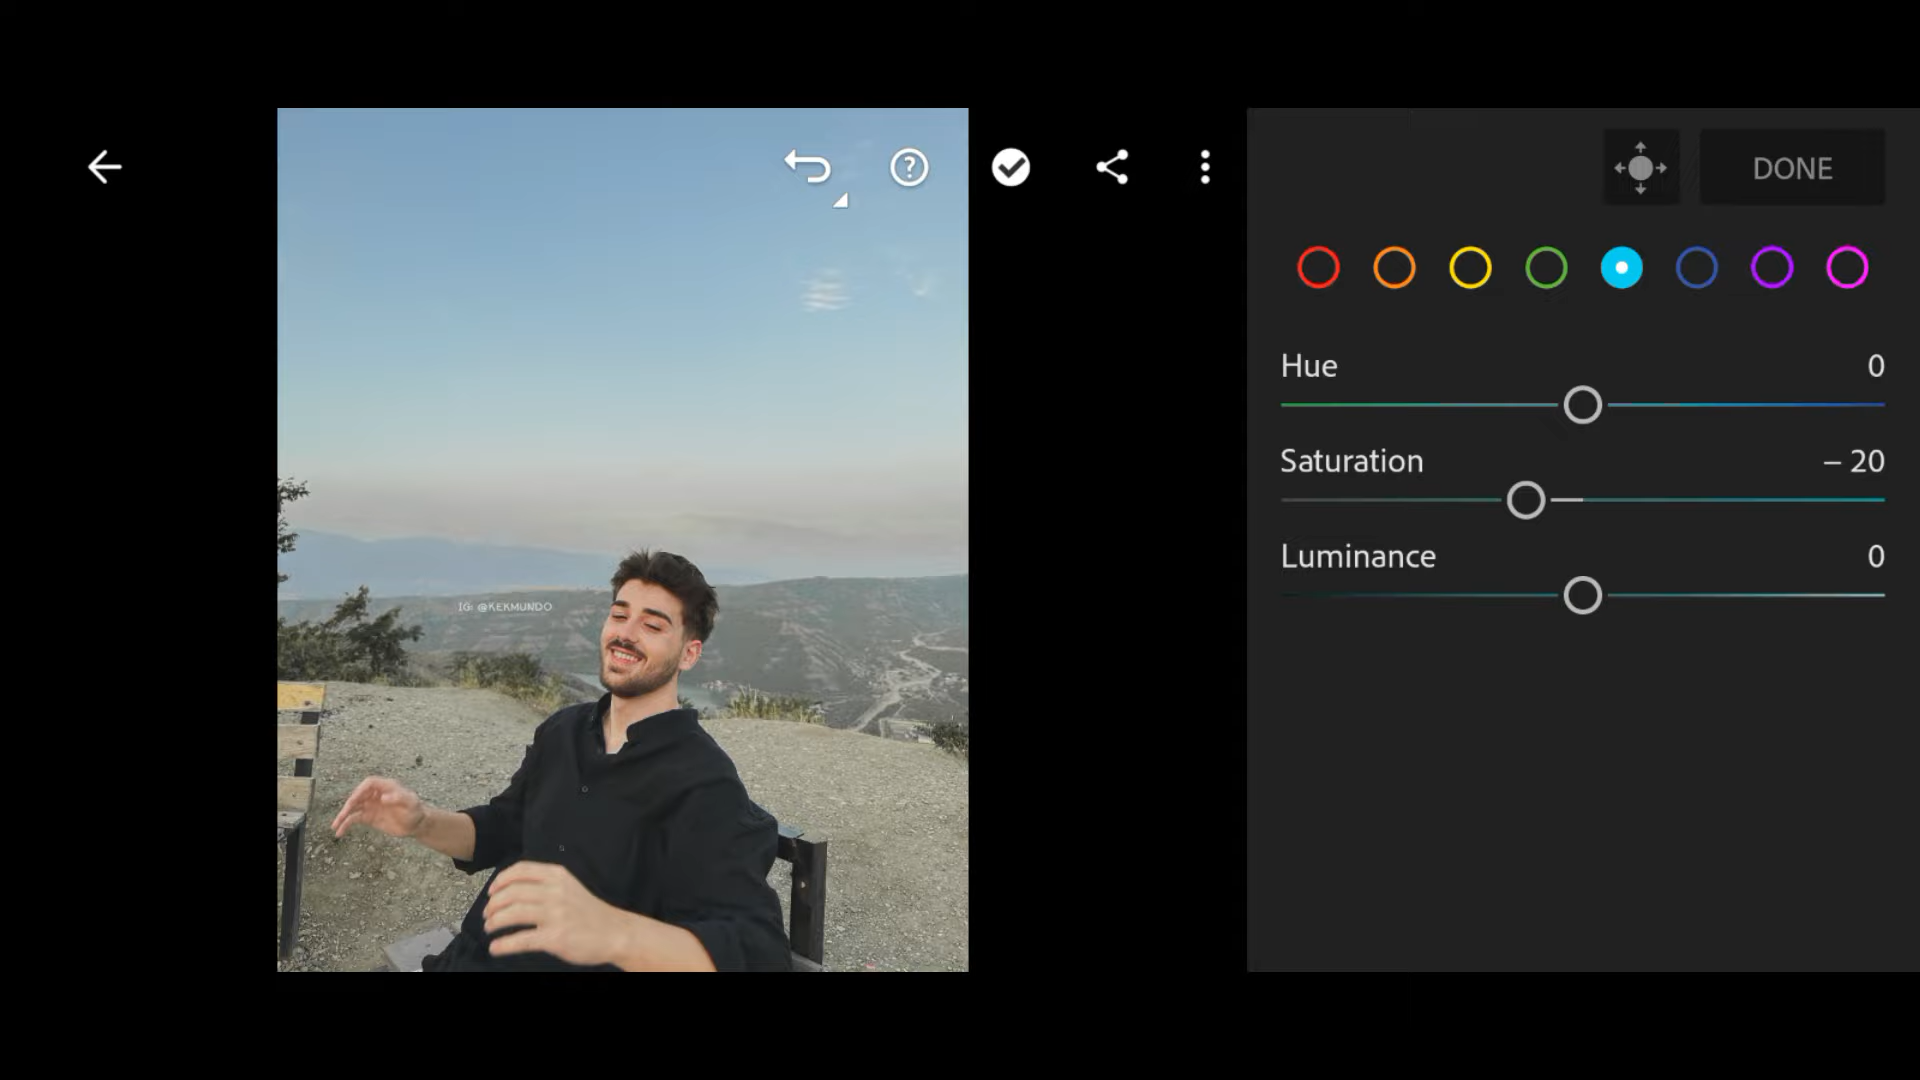 DONE
Hue 0
Saturation – 20
Luminance 0
IG: @KEKMUNDO